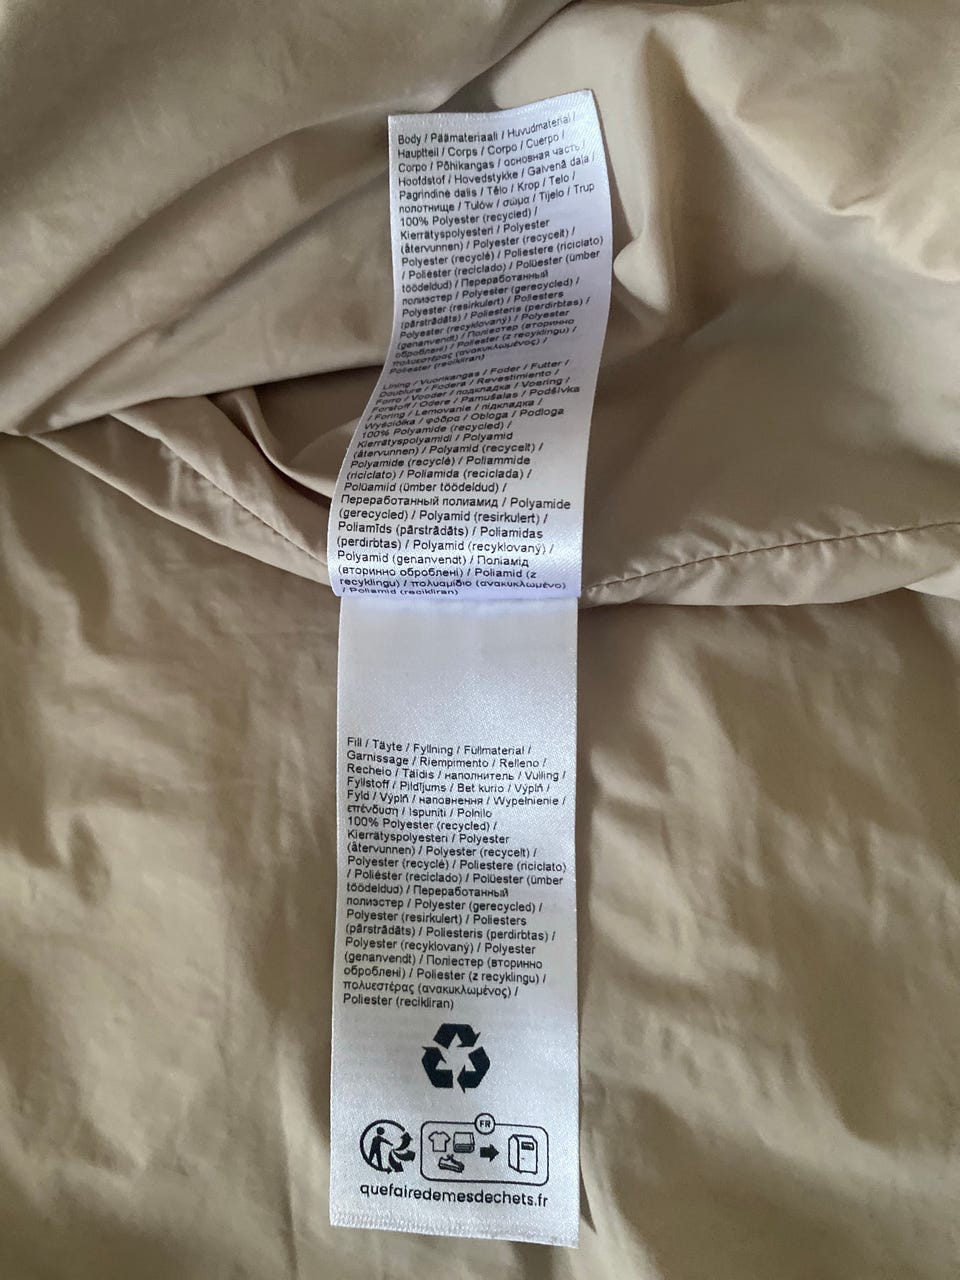 Body / Päämateriaali / Huvudmaterial /
Hauptteil / Corps / Corpo / Cuerpo /
Corpo / Põhikangas / основная часть /
Hoofdstof / Hovedstykke / Galvenā daļa /
Pagrindinė dalis / Tělo / Krop / Telo /
полотнище / Tułów / σώμα / Tijelo / Trup
100% Polyester (recycled) /
Kierrätyspolyesteri / Polyester
(återvunnen) / Polyester (recycelt) /
Polyester (recyclé) / Poliestere (riciclato)
/ Poliéster (reciclado) / Polüester (ümber
töödeldud) / Переработанный
полиэстер / Polyester (gerecycled) /
Polyester (resirkulert) / Poliesters
(pārstrādāts) / Poliesteris (perdirbtas) /
Polyester (recyklovaný) / Polyester
(genanvendt) / Поліестер (вторинно
оброблені) / Poliester (z recyklingu) /
πολυεστέρας (ανακυκλωμένος) /
Poliester (recikliran)
Lining / Vuorikangas / Foder / Futter /
Doublure / Fodera / Revestimiento /
Forro / Vooder / подкладка / Voering /
Forstoff / Odere / Pamušalas / Podšívka
/ Foring / Lemovanie / підкладка /
Wyściółka / φόδρα / Obloga / Podloga
100% Polyamide (recycled) /
Kierrätyspolyamidi / Polyamid
(återvunnen) / Polyamid (recycelt) /
Polyamide (recyclé) / Poliammide
(riciclato) / Poliamida (reciclada) /
Polüamiid (ümber töödeldud) /
Переработанный полиамид / Polyamide
(gerecycled) / Polyamid (resirkulert) /
Poliamīds (pārstrādāts) / Poliamidas
(perdirbtas) / Polyamid (recyklovaný) /
Polyamid (genanvendt) / Поліамід
(вторинно оброблені) / Poliamid (z
recyklingu) / πολυαμίδιο (ανακυκλωμένο)
/ Poliamid (recikliran)
Fill / Täyte / Fyllning / Füllmaterial /
Garnissage / Riempimento / Relleno /
Recheio / Täidis / наполнитель / Vulling /
Fyllstoff / Pildījums / Bet kurio / Výplň /
Fyld / Výplň / наповнення / Wypełnienie /
επένδυση / Ispuniti / Polnilo
100% Polyester (recycled) /
Kierrätyspolyesteri / Polyester
(återvunnen) / Polyester (recycelt) /
Polyester (recyclé) / Poliestere (riciclato)
/ Poliéster (reciclado) / Polüester (ümber
töödeldud) / Переработанный
полиэстер / Polyester (gerecycled) /
Polyester (resirkulert) / Poliesters
(pārstrādāts) / Poliesteris (perdirbtas) /
Polyester (recyklovaný) / Polyester
(genanvendt) / Поліестер (вторинно
оброблені) / Poliester (z recyklingu) /
πολυεστέρας (ανακυκλωμένος) /
Poliester (recikliran)
FR
quefairedemesdechets.fr